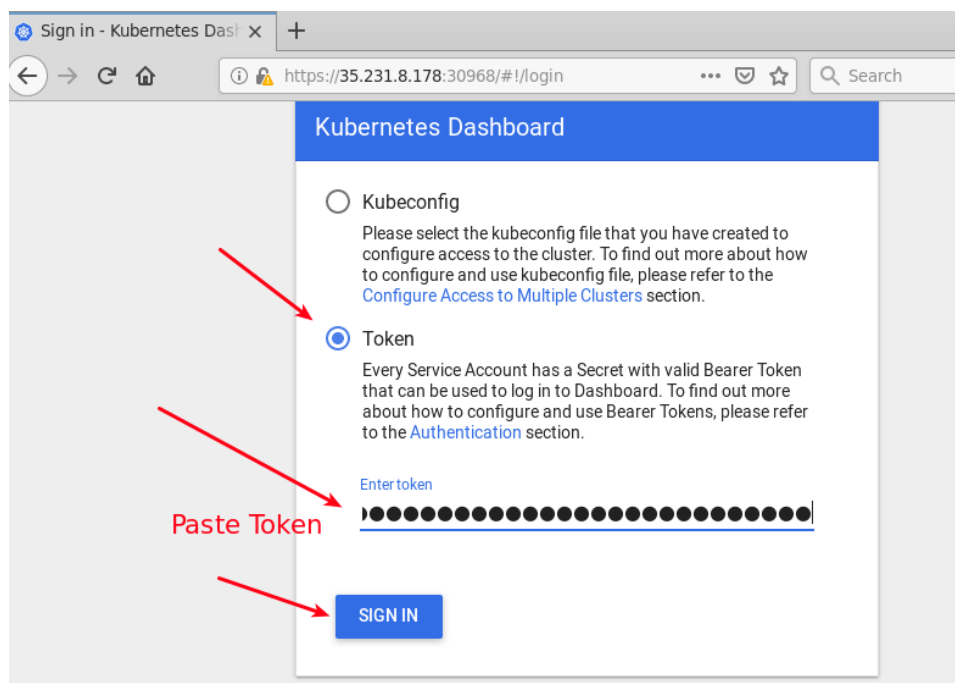 Sign in - Kubernetes Das
https://35.231.8.178:30968/#!/login
Search
Kubernetes Dashboard
Kubeconfig
Please select the kubeconfig file that you have created to
configure access to the cluster. To find out more about how
to configure and use kubeconfig file, please refer to the
Configure Access to Multiple Clusters section.
Token
Every Service Account has a Secret with valid Bearer Token
that can be used to log in to Dashboard. To find out more
about how to configure and use Bearer Tokens, please refer
to the Authentication section.
Enter token
Paste Token
SIGN IN